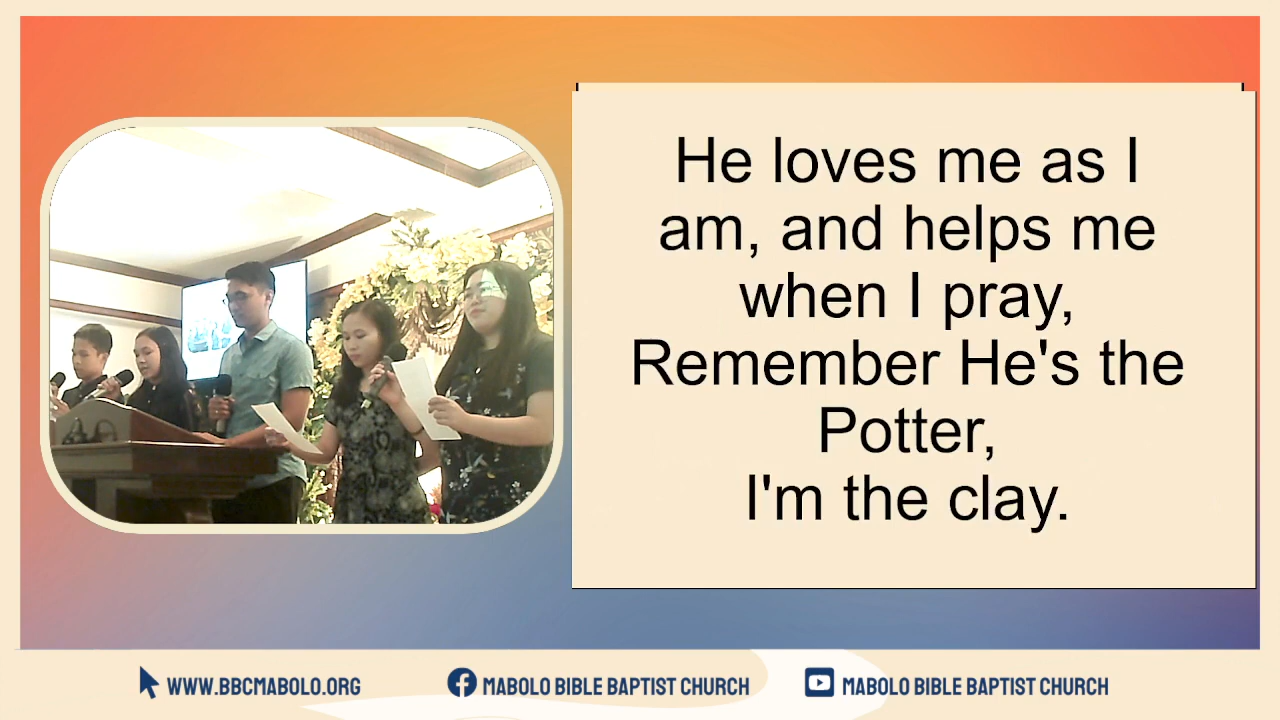 He loves me as I
am, and helps me
when I pray,
Remember He's the
Potter,
I'm the clay.
WWW.BBCMABOLO.ORG
MABOLO BIBLE BAPTIST CHURCH
MABOLO BIBLE BAPTIST CHURCH